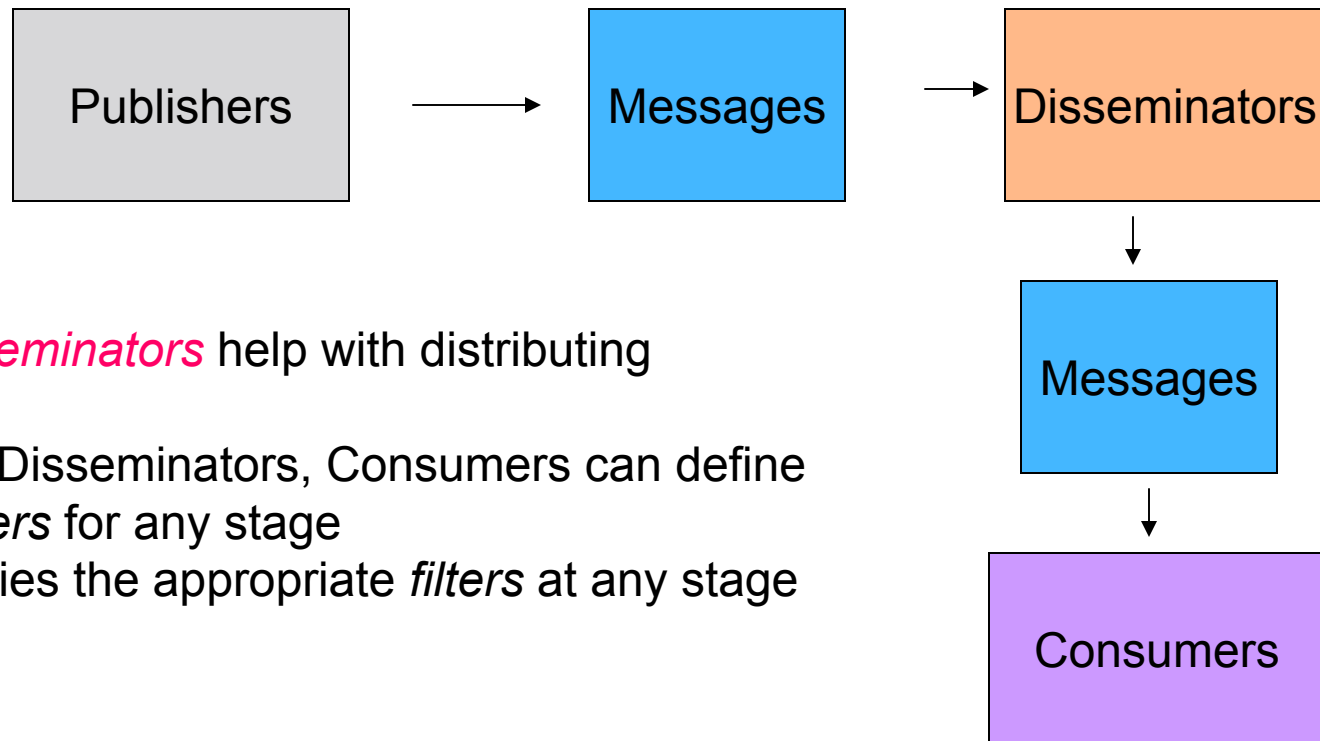 Publishers
Messages
Disseminators
eminators help with distributing
Messages
Disseminators, Consumers can define
ers for any stage
ies the appropriate filters at any stage
Consumers